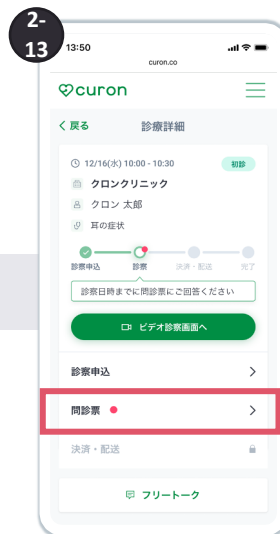 2-
13
13:50
curon.co
curon
く 戻る
診療詳細
12/16(水) 10:00 - 10:30
初診
クロンクリニック
クロン 太郎
耳の症状
診察申込
診察
決済・配送
完了
診察日時までに問診票にご回答ください
ビデオ診察画面へ
診察申込
問診票
決済・配送
フリートーク